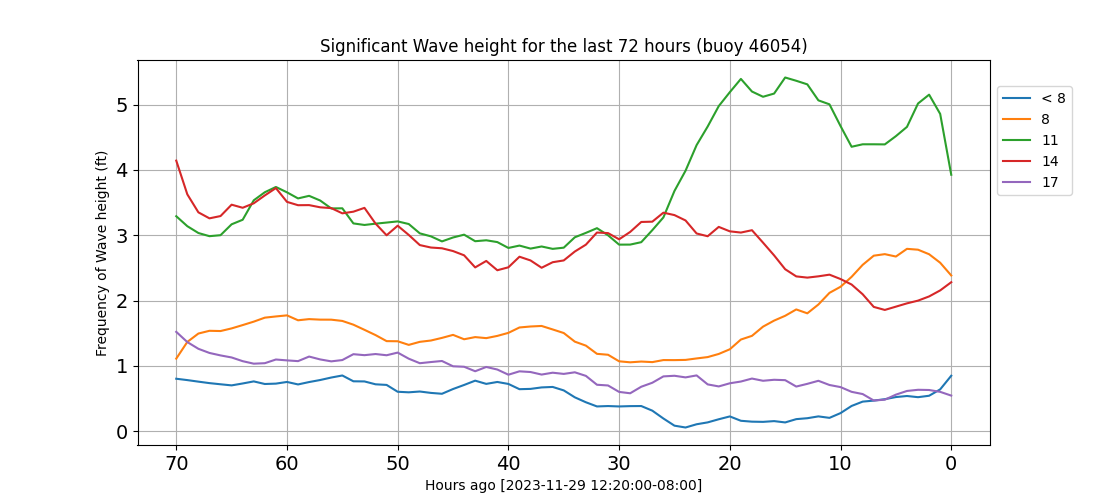 Significant Wave height for the last 72 hours (buoy 46054)
Frequency of Wave height (ft)
5
4
3
2
1
0
70 60 50 40 30 20 10 0
Hours ago [2023-11-29 12:20:00-08:00]
< 8
8
11
14
17